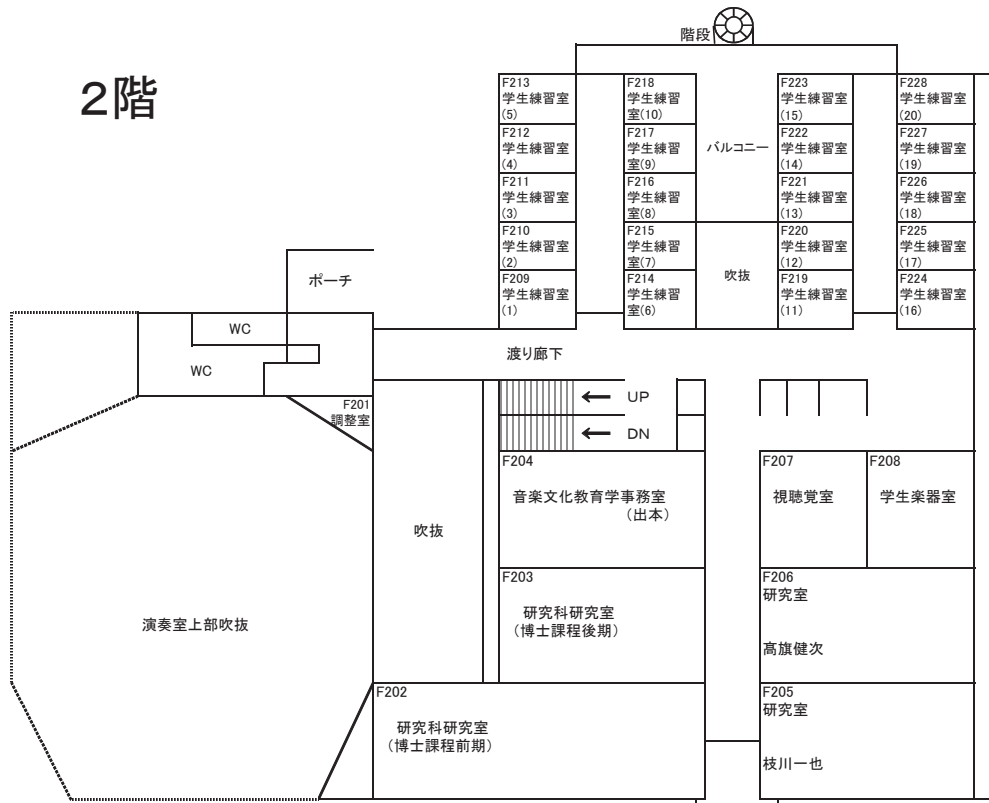 2階
階段
F213
学生練習室
(5)
F218
学生練習
室(10)
F223
学生練習室
(15)
F228
学生練習室
(20)
F212
学生練習室
(4)
F217
学生練習
室(9)
バルコニー
F222
学生練習室
(14)
F227
学生練習室
(19)
F211
学生練習室
(3)
F216
学生練習
室(8)
F221
学生練習室
(13)
F226
学生練習室
(18)
F210
学生練習室
(2)
F215
学生練習
室(7)
吹抜
F220
学生練習室
(12)
F225
学生練習室
(17)
F209
学生練習室
(1)
F214
学生練習
室(6)
F219
学生練習室
(11)
F224
学生練習室
(16)
ポーチ
WC
WC
渡り廊下
F201
調整室
UP
DN
F204
音楽文化教育学事務室
(出本)
F207
視聴覚室
F208
学生楽器室
吹抜
F203
研究科研究室
(博士課程後期)
F206
研究室
髙旗健次
演奏室上部吹抜
F202
研究科研究室
(博士課程前期)
F205
研究室
枝川一也